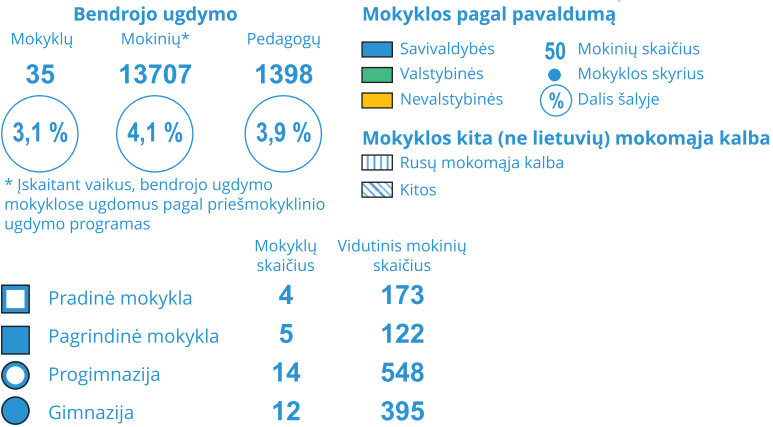 Bendrojo ugdymo
Mokyklų Mokinių* Pedagogų
35 13707 1398
3,1 % 4,1 % 3,9 %
* Įskaitant vaikus, bendrojo ugdymo
mokyklose ugdomus pagal priešmokyklinio
ugdymo programas
Mokyklos pagal pavaldumą
Savivaldybės 50 Mokinių skaičius
Valstybinės Mokyklos skyrius
Nevalstybinės % Dalis šalyje
Mokyklos kita (ne lietuvių) mokomąja kalba
Rusų mokomąja kalba
Kitos
Mokyklų Vidutinis mokinių
skaičius skaičius
Pradinė mokykla 4 173
Pagrindinė mokykla 5 122
Progimnazija 14 548
Gimnazija 12 395